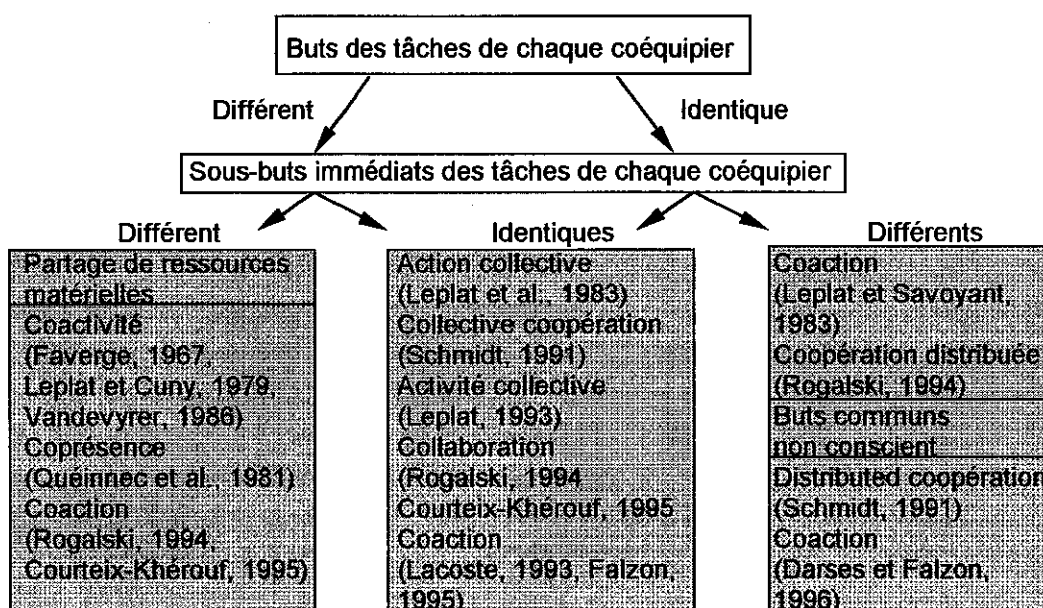 Buts des tâches de chaque coéquipier
Différent
Identique
Sous-buts immédiats des tâches de chaque coéquipier
Différent
Partage de ressources
matérielles
Coactivité
(Faverge, 1967,
Leplat et Cuny, 1979,
Vandevyrer, 1986)
Coprésence
(Quéinnec et al., 1981)
Coaction
(Rogalski, 1994,
Courteix-Khérouf, 1995)
Identiques
Action collective
(Leplat et al., 1983)
Collective coopération
(Schmidt, 1991)
Activité collective
(Leplat, 1993)
Collaboration
(Rogalski, 1994
Courteix-Khérouf, 1995
Coaction
(Lacoste, 1993, Falzon,
1995)
Différents
Coaction
(Leplat et Savoyant,
1983)
Coopération distribuée
(Rogalski, 1994)
Buts communs
non conscient
Distributed coopération
(Schmidt, 1991)
Coaction
(Darses et Falzon,
1996)